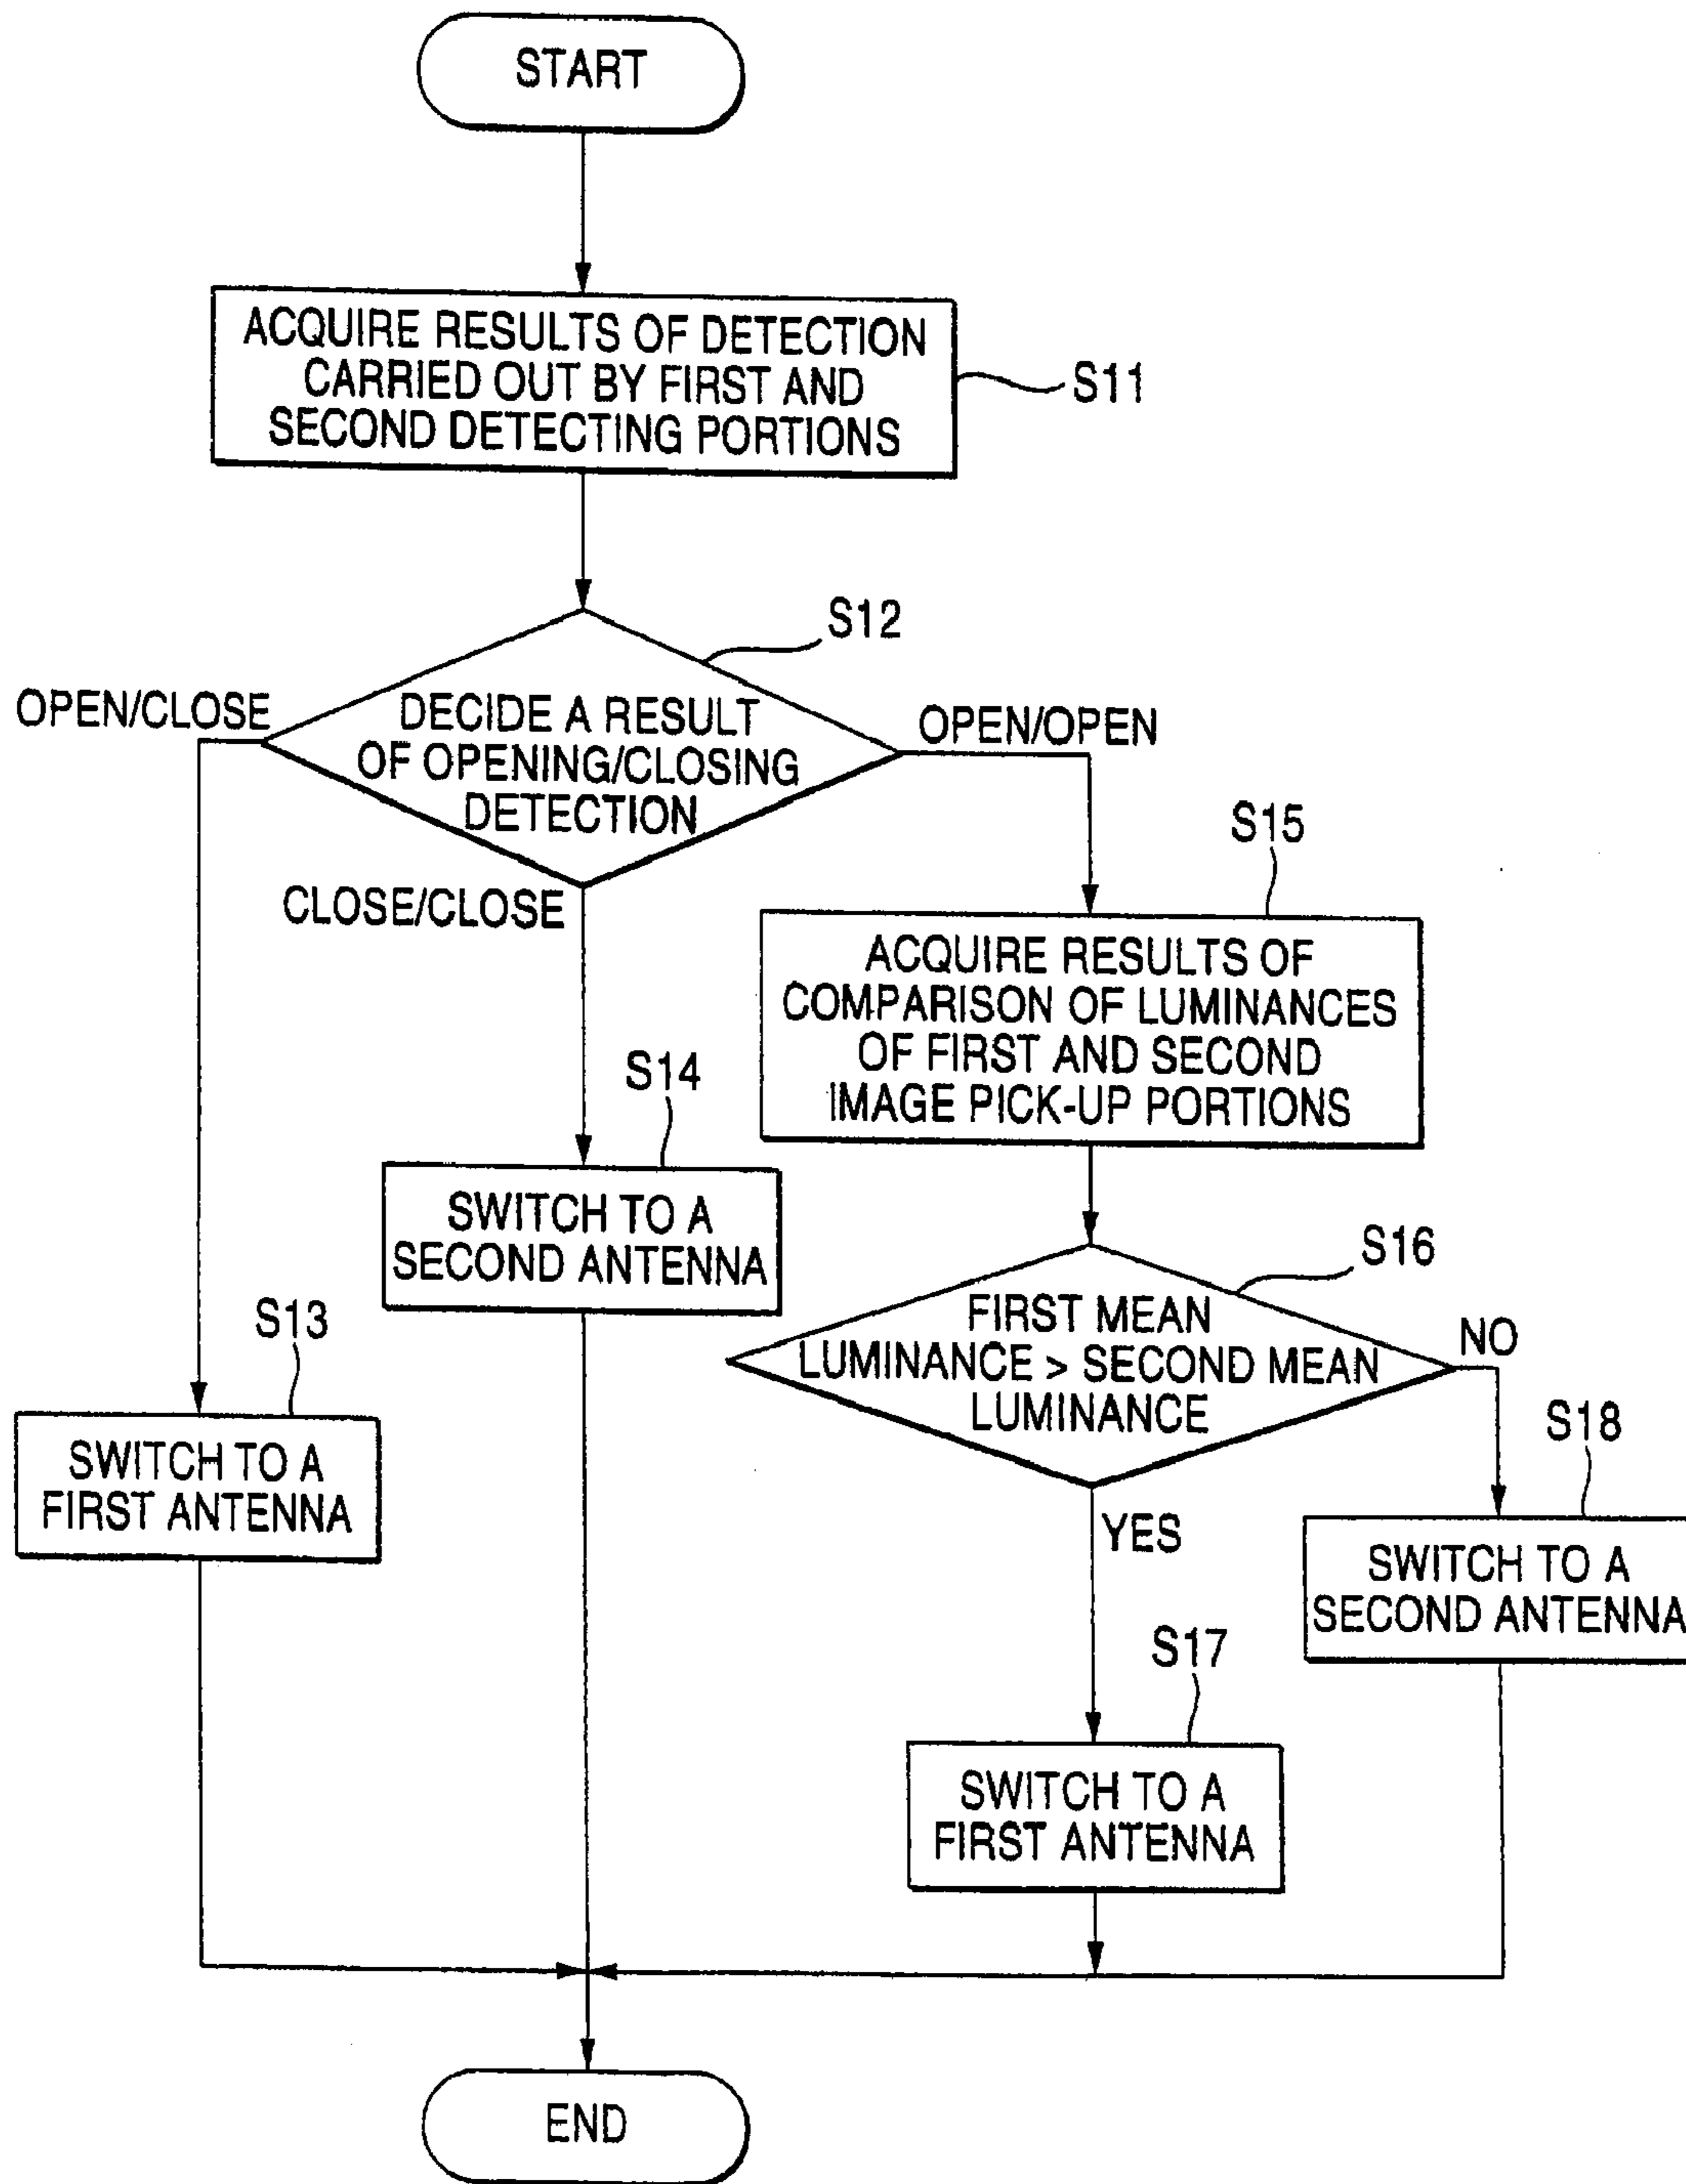 START
ACQUIRE RESULTS OF DETECTION
CARRIED OUT BY FIRST AND
SECOND DETECTING PORTIONS
S11
S12
DECIDE A RESULT
OF OPENING/CLOSING
DETECTION
OPEN/CLOSE
OPEN/OPEN
CLOSE/CLOSE
S15
ACQUIRE RESULTS OF
COMPARISON OF LUMINANCES
OF FIRST AND SECOND
IMAGE PICK-UP PORTIONS
S14
SWITCH TO A
SECOND ANTENNA
S16
FIRST MEAN
LUMINANCE > SECOND MEAN
LUMINANCE
NO
YES
S13
SWITCH TO A
FIRST ANTENNA
S18
SWITCH TO A
SECOND ANTENNA
S17
SWITCH TO A
FIRST ANTENNA
END